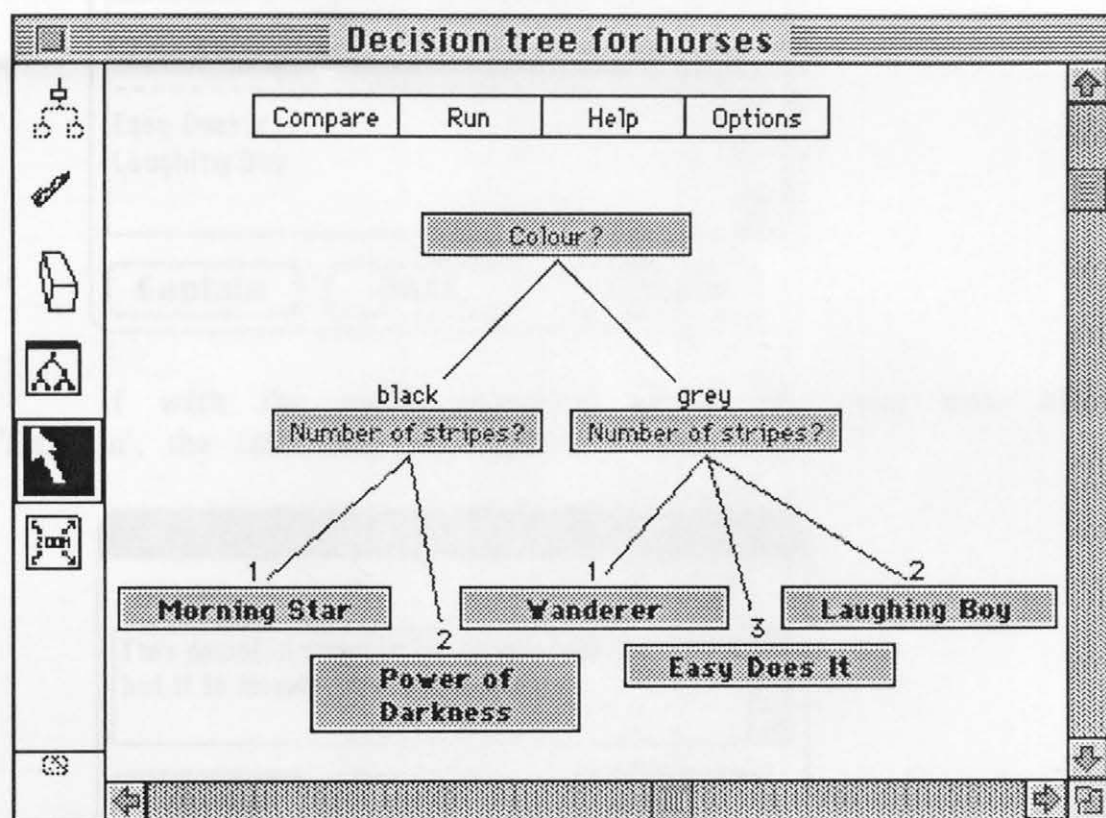 Decision tree for horses
Compare Run Help Options
Colour?
black grey
Number of stripes? Number of stripes?
1 1 2
Morning Star Wanderer Laughing Boy
2 3
Power of
Darkness
Easy Does It